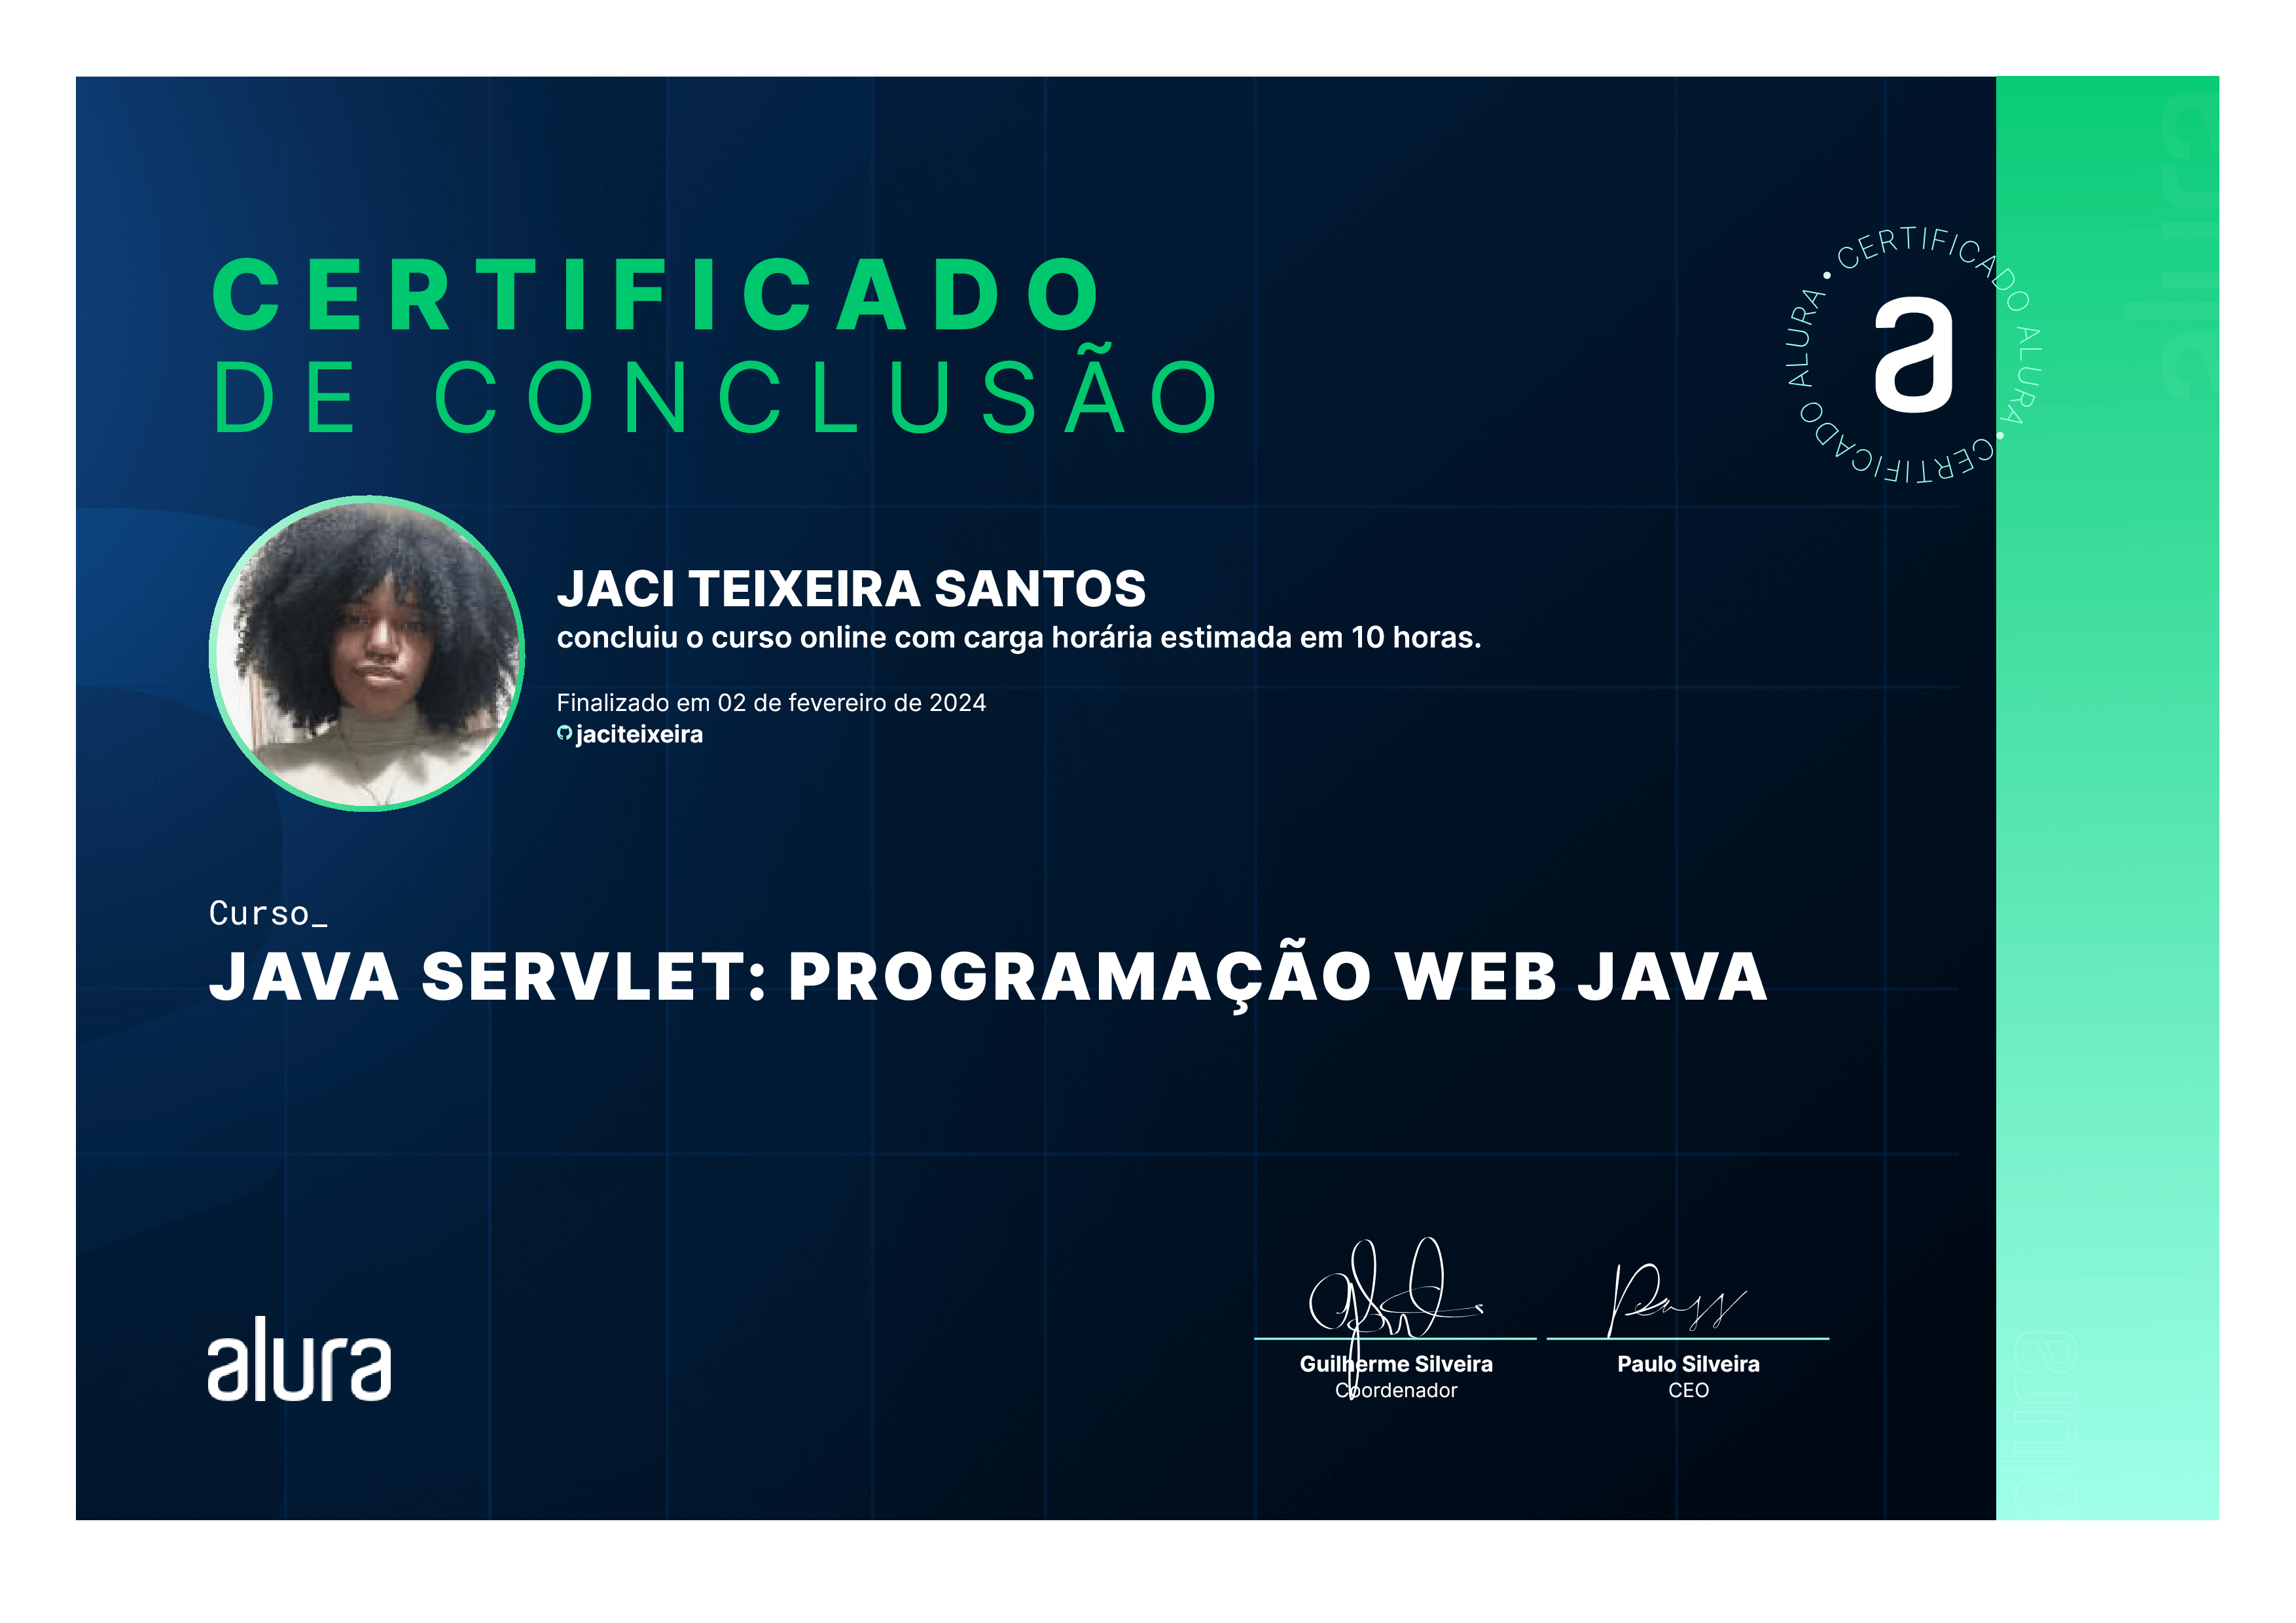 CERTIFICADO
DE CONCLUSÃO
• CERTIFICADO ALURA • CERTIFICADO ALURA
a
JACI TEIXEIRA SANTOS
concluiu o curso online com carga horária estimada em 10 horas.
Finalizado em 02 de fevereiro de 2024
jaciteixeira
Curso_
JAVA SERVLET: PROGRAMAÇÃO WEB JAVA
alura
Guilherme Silveira
Coordenador
Paulo Silveira
CEO
alura
alura